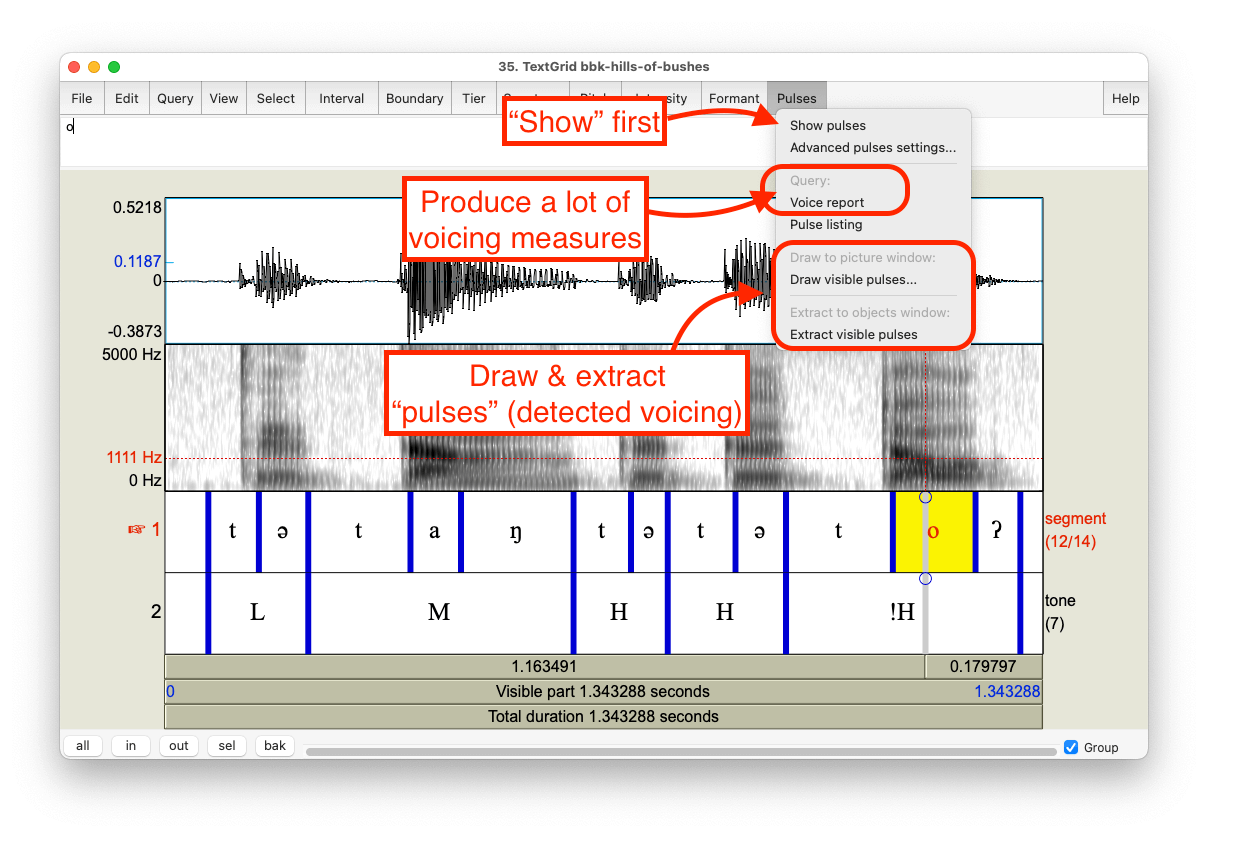 35. TextGrid bbk-hills-of-bushes
File Edit Query View Select Interval Boundary Tier Formant Pulses Help
o
“Show” first
Show pulses
Advanced pulses settings...
Query:
Voice report
Pulse listing
Draw to picture window:
Draw visible pulses...
Extract to objects window:
Extract visible pulses
Produce a lot of
voicing measures
Draw & extract
“pulses” (detected voicing)
0.5218
0.1187
0
-0.3873
5000 Hz
1111 Hz
0 Hz
☞ 1 t ə t a ŋ t ə t ə t o ʔ segment
(12/14)
2 L M H H !H tone
(7)
1.163491 0.179797
0 Visible part 1.343288 seconds 1.343288
Total duration 1.343288 seconds
all in out sel bak Group